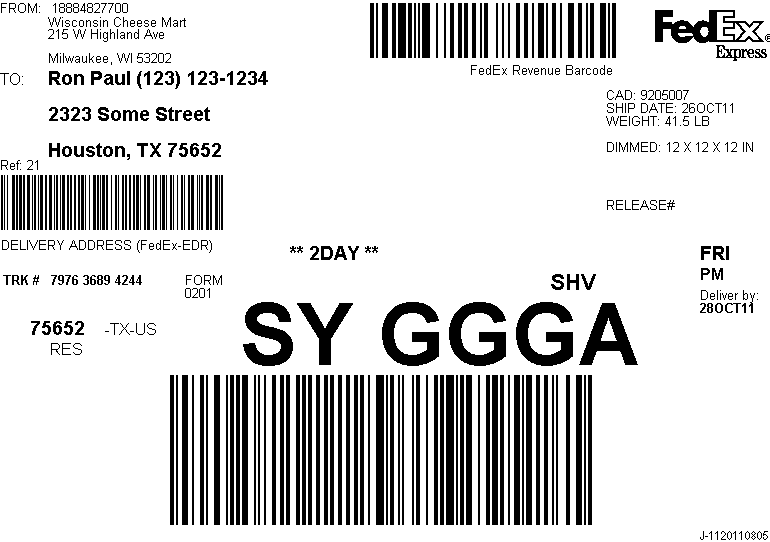 FROM: 18884827700
Wisconsin Cheese Mart
215 W Highland Ave
Milwaukee, WI 53202
TO: Ron Paul (123) 123-1234
2323 Some Street
Houston, TX 75652
Ref: 21
FedEx Revenue Barcode
FedEx®
Express
CAD: 9205007
SHIP DATE: 26OCT11
WEIGHT: 41.5 LB
DIMMED: 12 X 12 X 12 IN
RELEASE#
DELIVERY ADDRESS (FedEx-EDR)
** 2DAY **
FRI
PM
Deliver by:
28OCT11
TRK # 7976 3689 4244 FORM
0201
SHV
75652 -TX-US
RES
SY GGGA
J-1120110805